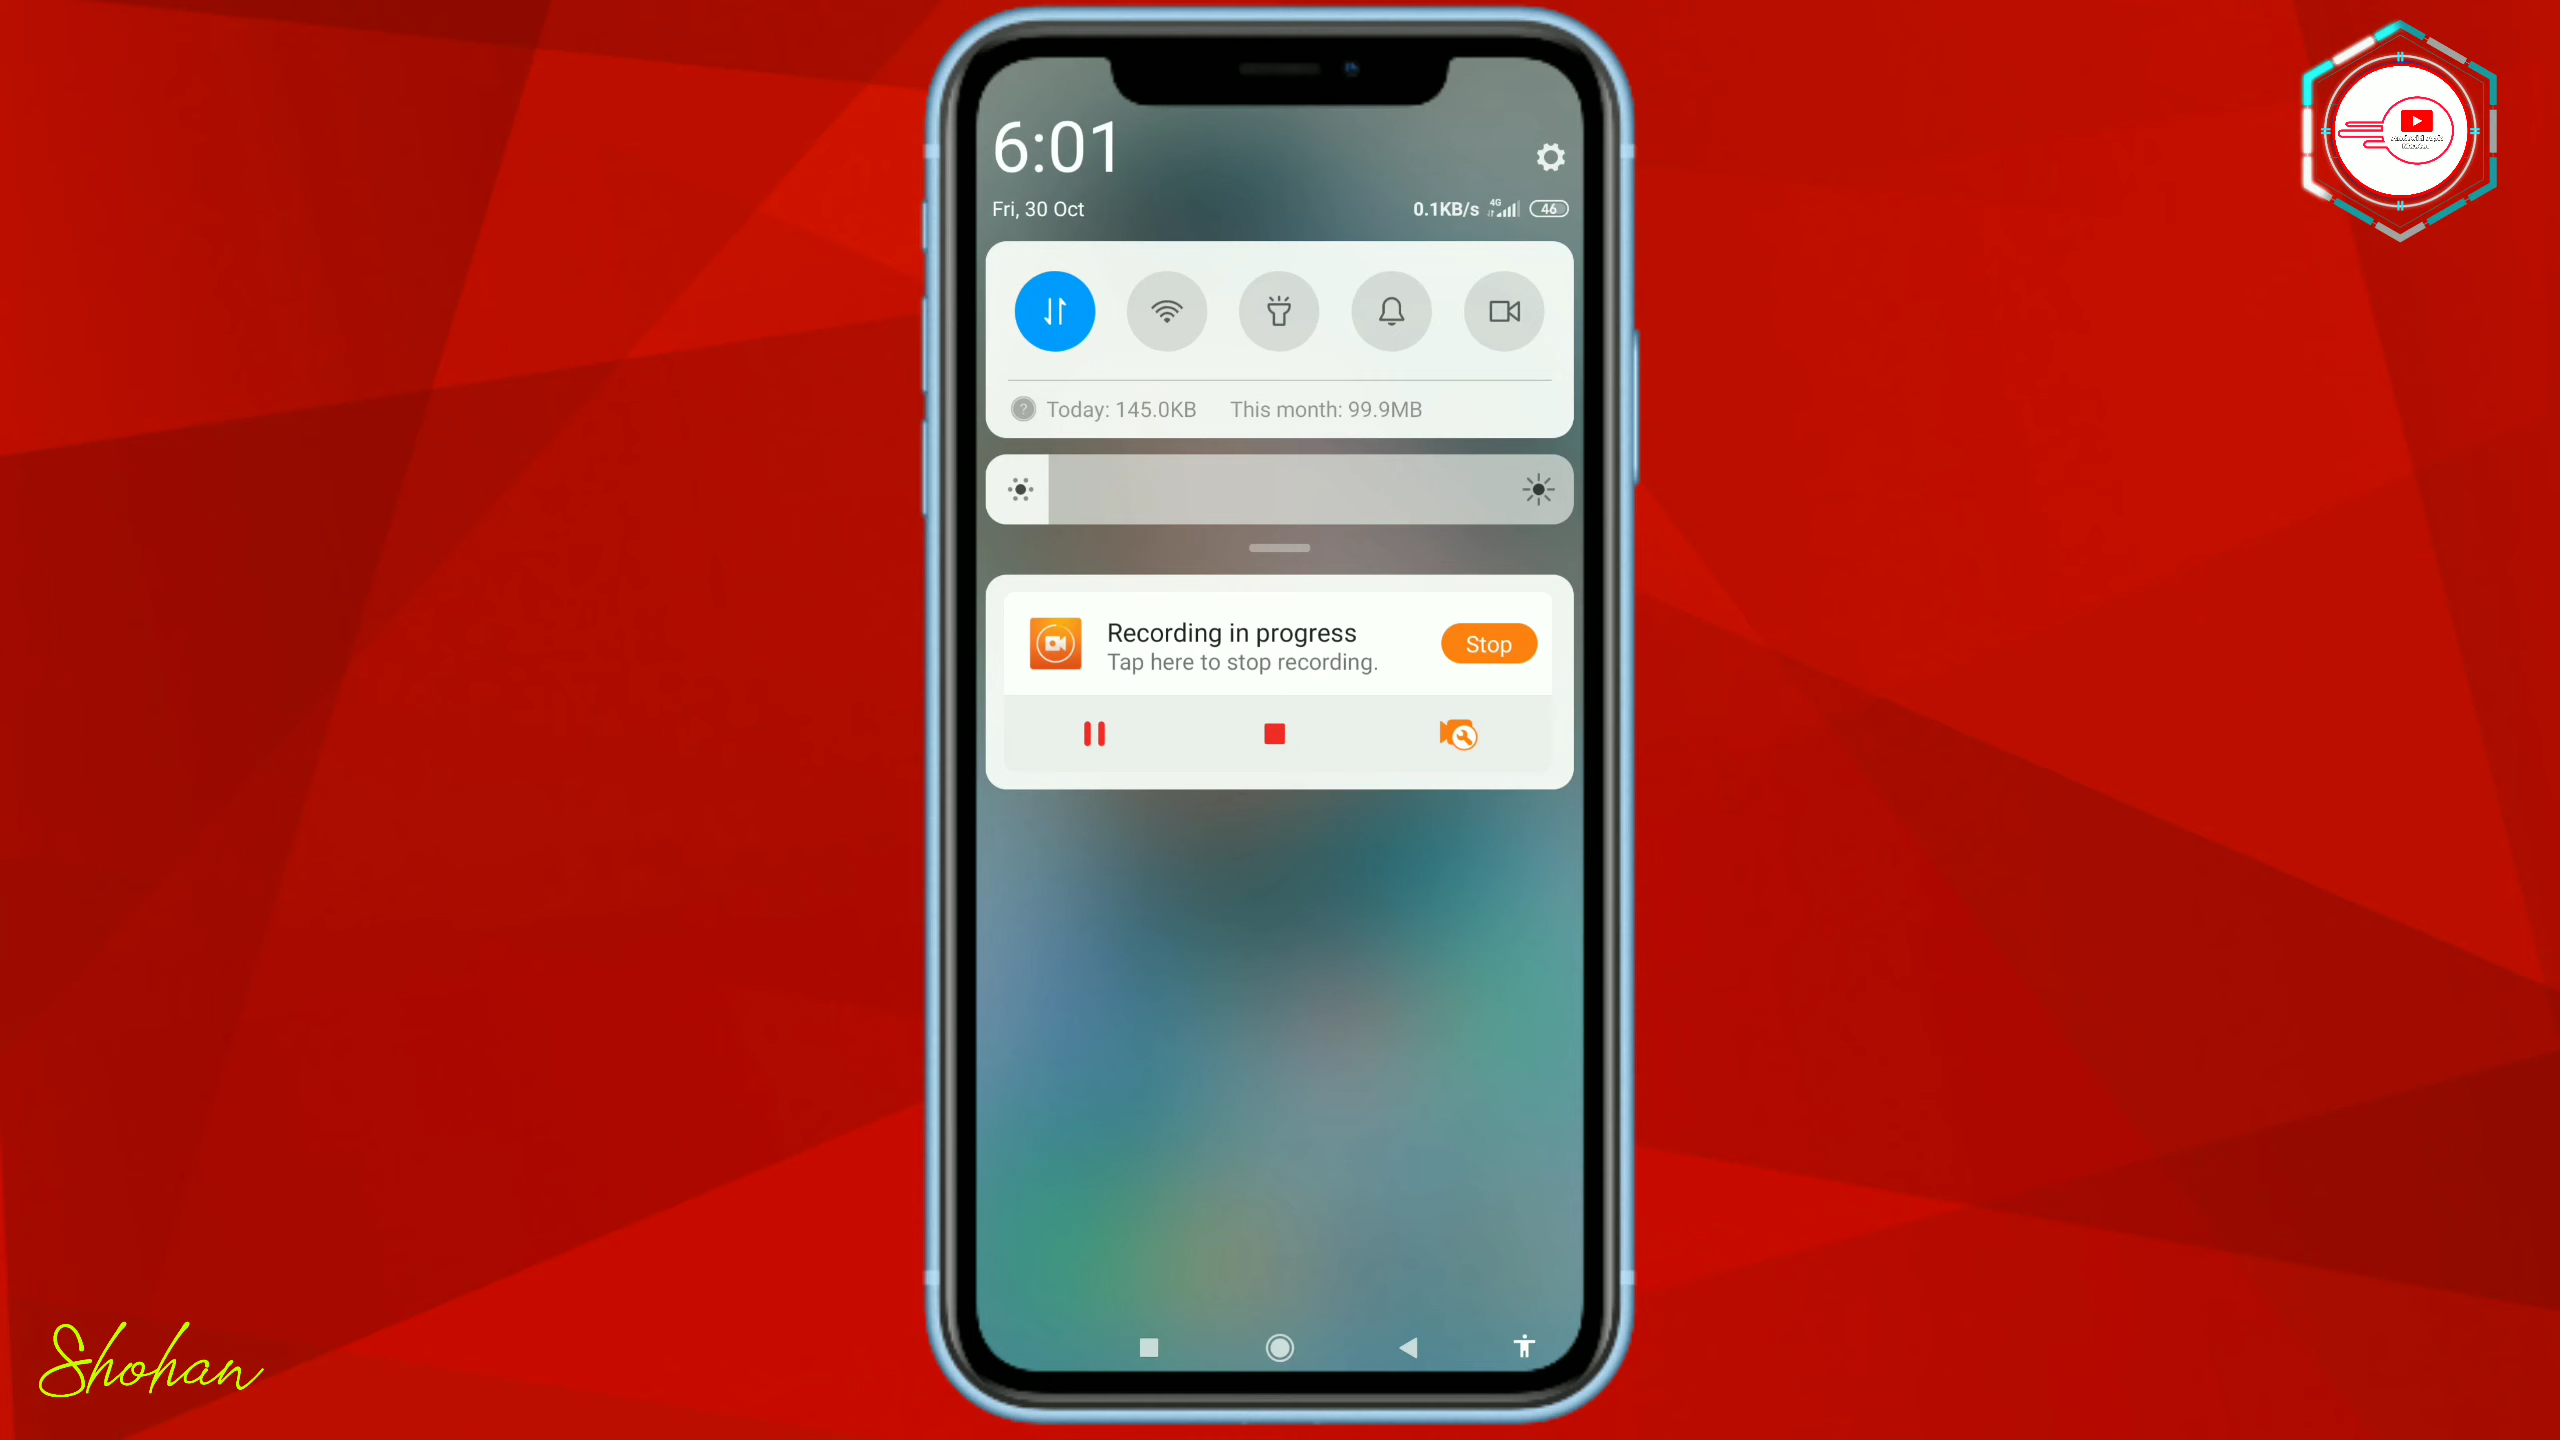 6:01
Fri, 30 Oct
0.1KB/s 4G 46
Today: 145.0KB This month: 99.9MB
Recording in progress
Tap here to stop recording.
Stop
Shohan